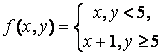 f(x,y) = { x, y < 5,
x+1, y ≥ 5